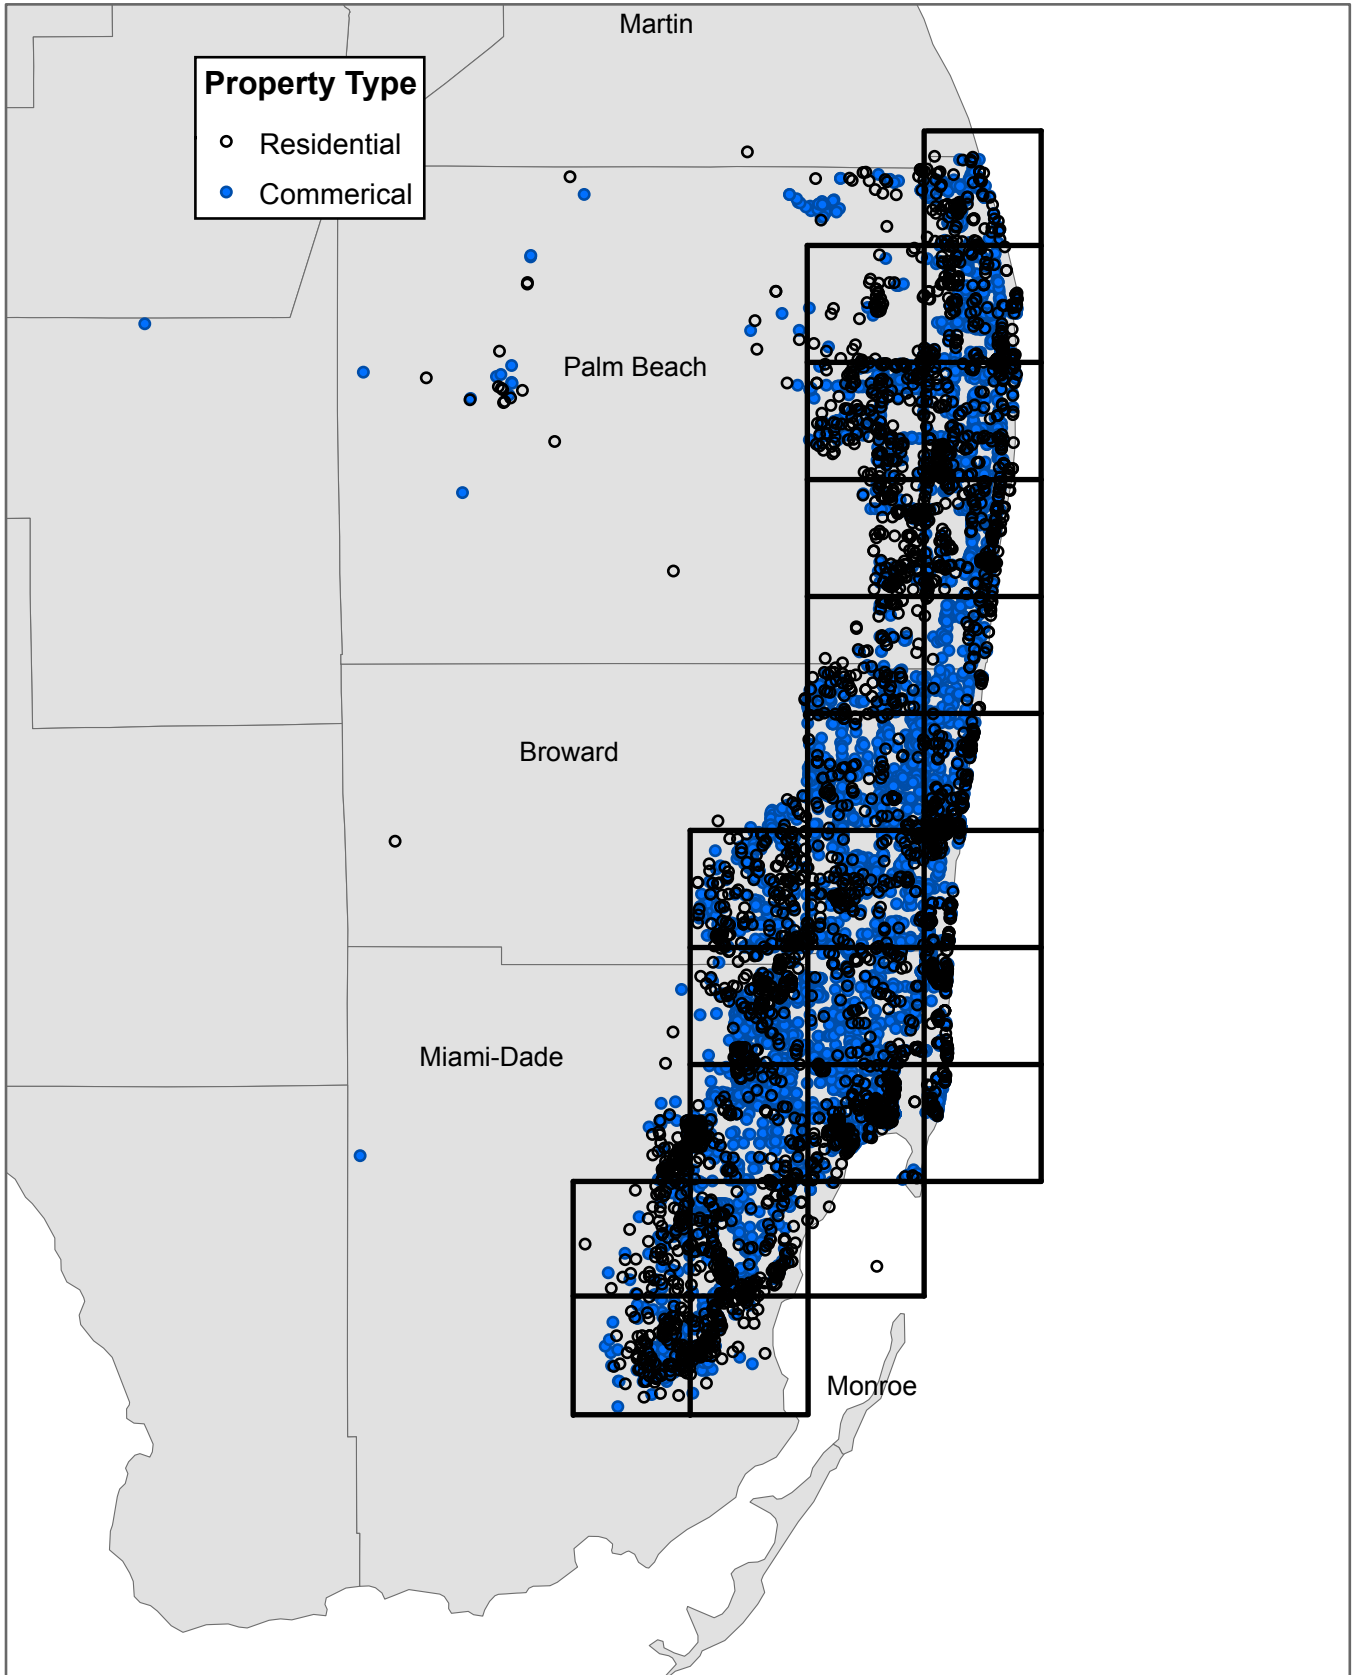 Martin
Property Type
Residential
Commerical
Palm Beach
Broward
Miami-Dade
Monroe